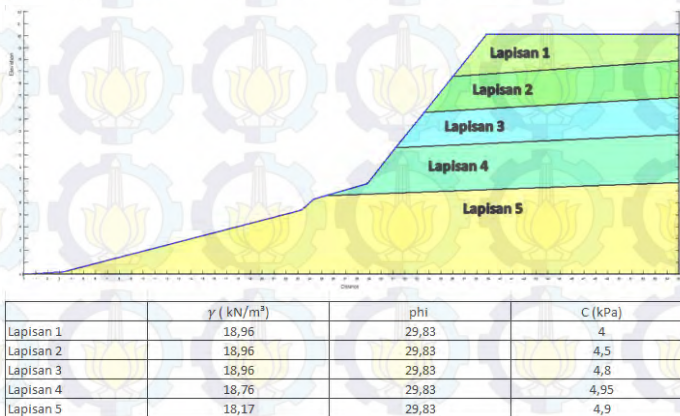 Lapisan 1
Lapisan 2
Lapisan 3
Lapisan 4
Lapisan 5
Distance
γ ( kN/m³) phi C (kPa)
Lapisan 1 18,96 29,83 4
Lapisan 2 18,96 29,83 4,5
Lapisan 3 18,96 29,83 4,8
Lapisan 4 18,76 29,83 4,95
Lapisan 5 18,17 29,83 4,9